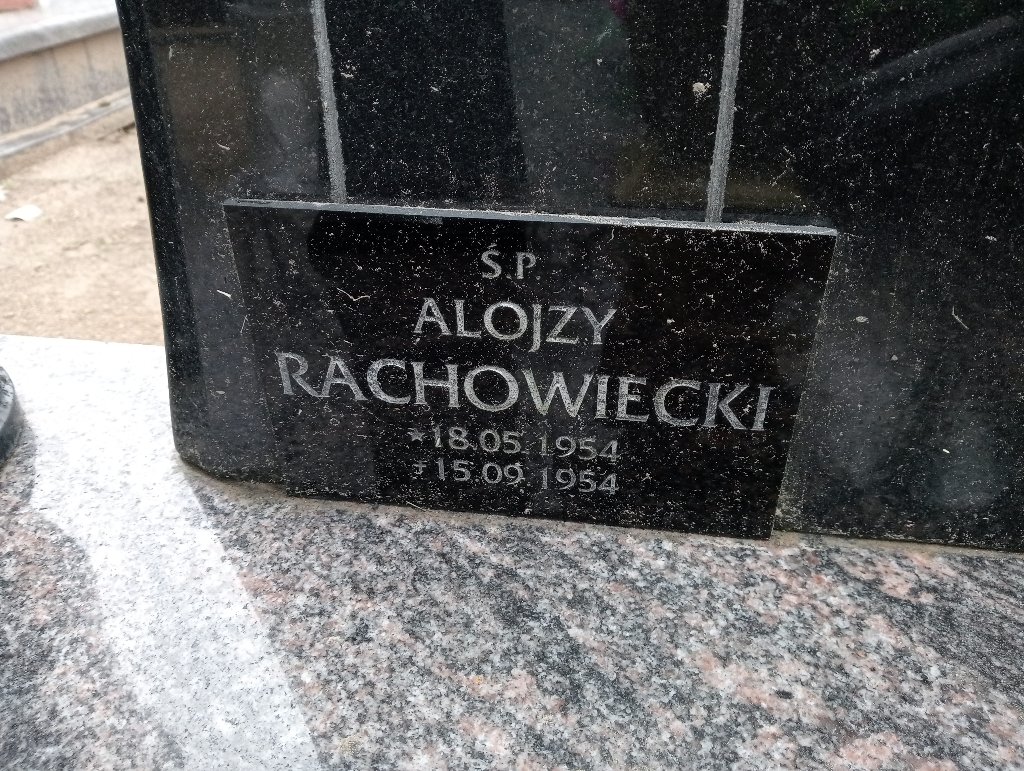 Ś.P.
ALOJZY
RACHOWIECKI
★18.05.1954
†15.09.1954